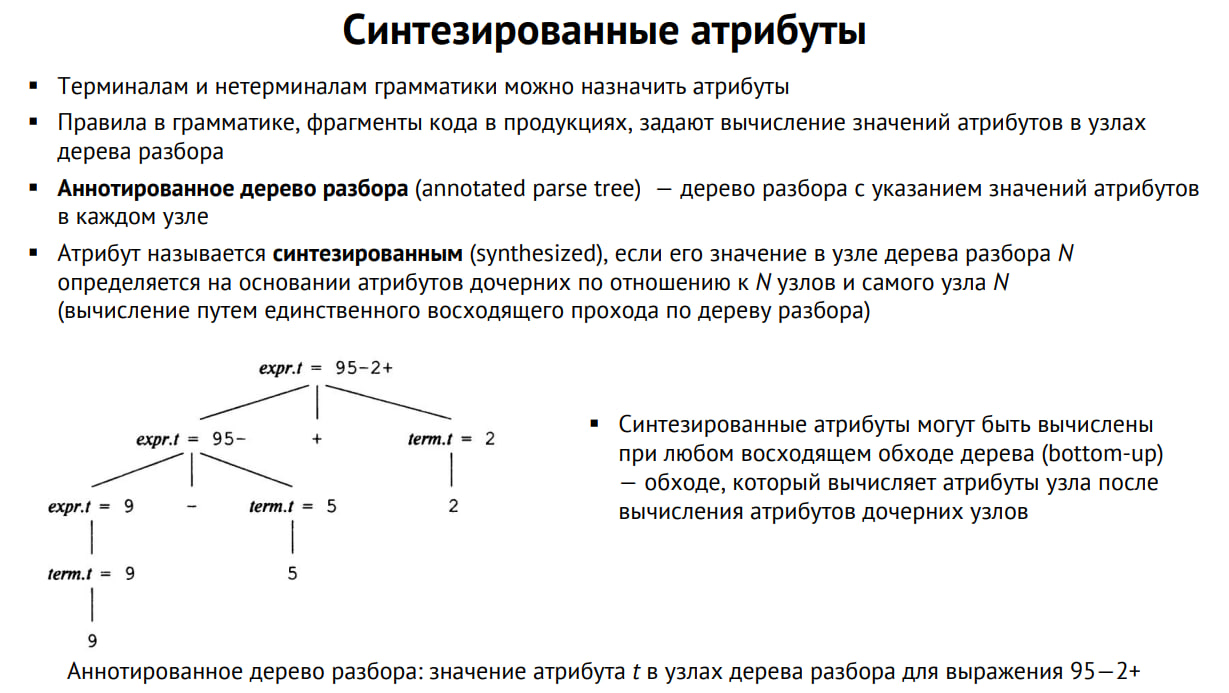 Синтезированные атрибуты
▪ Терминалам и нетерминалам грамматики можно назначить атрибуты
▪ Правила в грамматике, фрагменты кода в продукциях, задают вычисление значений атрибутов в узлах
дерева разбора
▪ Аннотированное дерево разбора (annotated parse tree) — дерево разбора с указанием значений атрибутов
в каждом узле
▪ Атрибут называется синтезированным (synthesized), если его значение в узле дерева разбора N
определяется на основании атрибутов дочерних по отношению к N узлов и самого узла N
(вычисление путем единственного восходящего прохода по дереву разбора)
expr.t = 95-2+
expr.t = 95- + term.t = 2
expr.t = 9 - term.t = 5 2
term.t = 9 5
9
▪ Синтезированные атрибуты могут быть вычислены
при любом восходящем обходе дерева (bottom-up)
— обходе, который вычисляет атрибуты узла после
вычисления атрибутов дочерних узлов
Аннотированное дерево разбора: значение атрибута t в узлах дерева разбора для выражения 95—2+